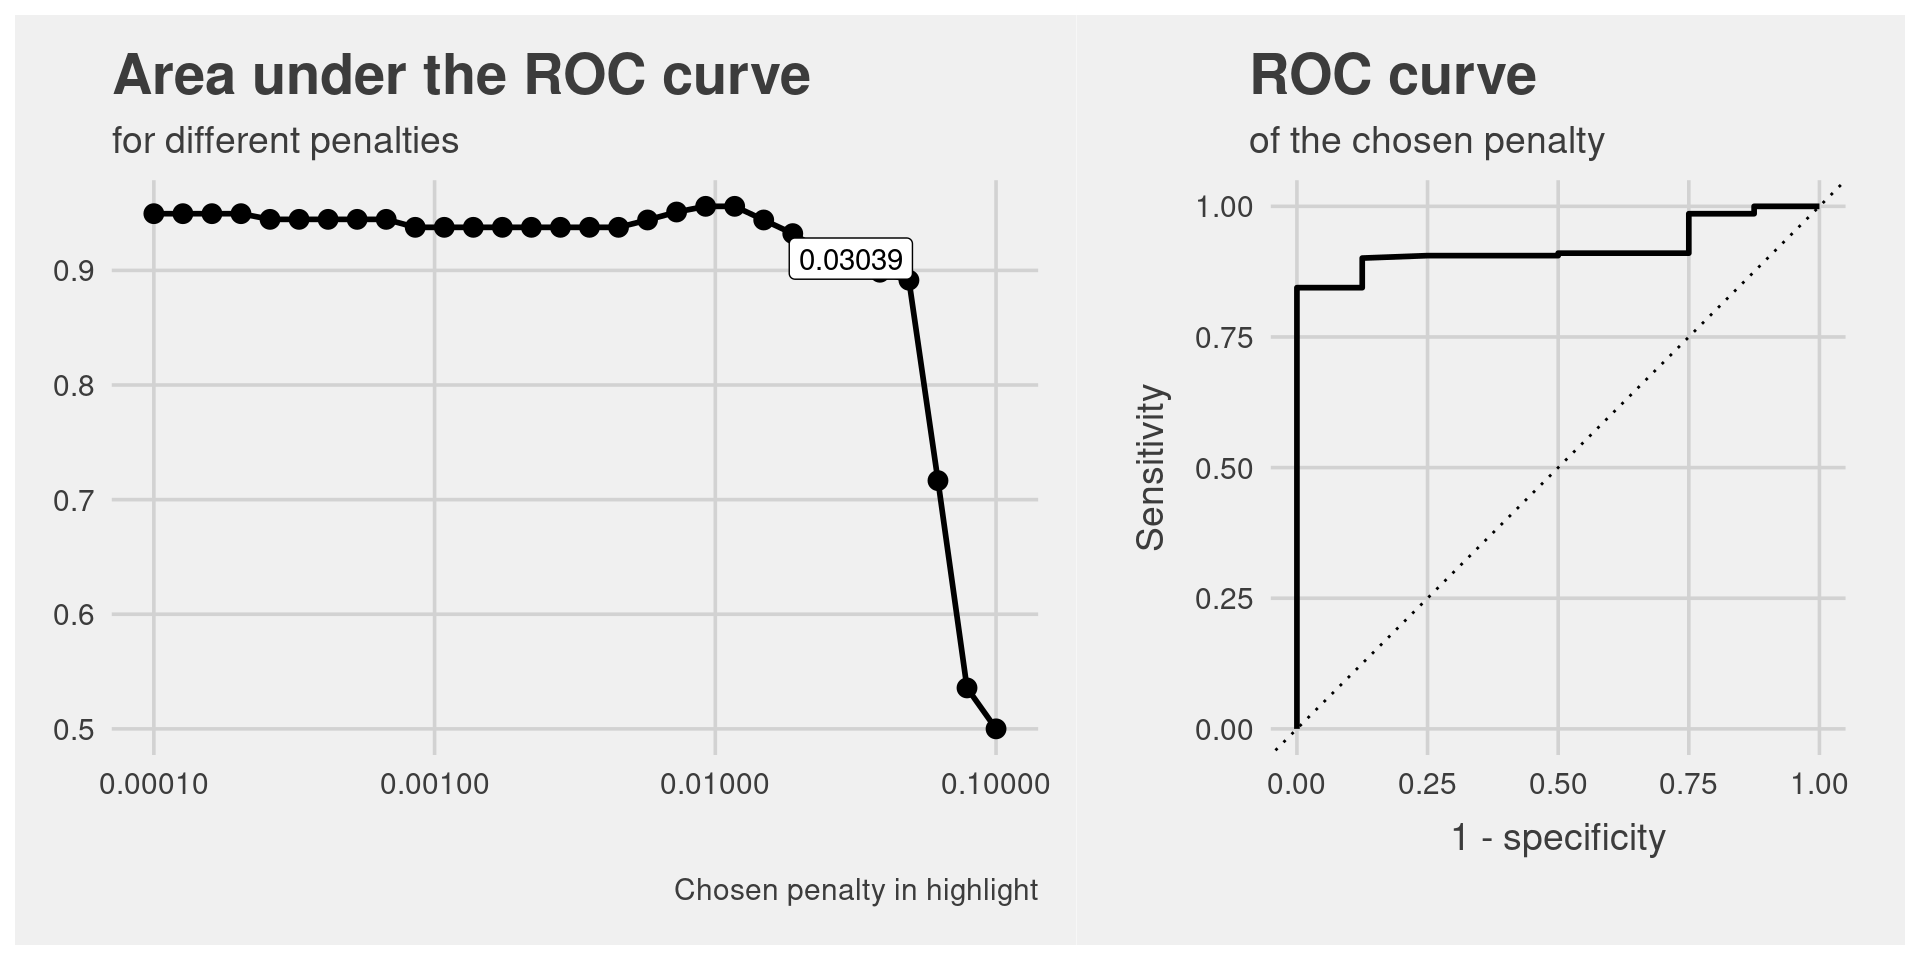 Area under the ROC curve
for different penalties
0.9
0.8
0.7
0.6
0.5
0.03039
0.00010 0.00100 0.01000 0.10000
Chosen penalty in highlight
ROC curve
of the chosen penalty
Sensitivity
1.00
0.75
0.50
0.25
0.00
0.00 0.25 0.50 0.75 1.00
1 - specificity